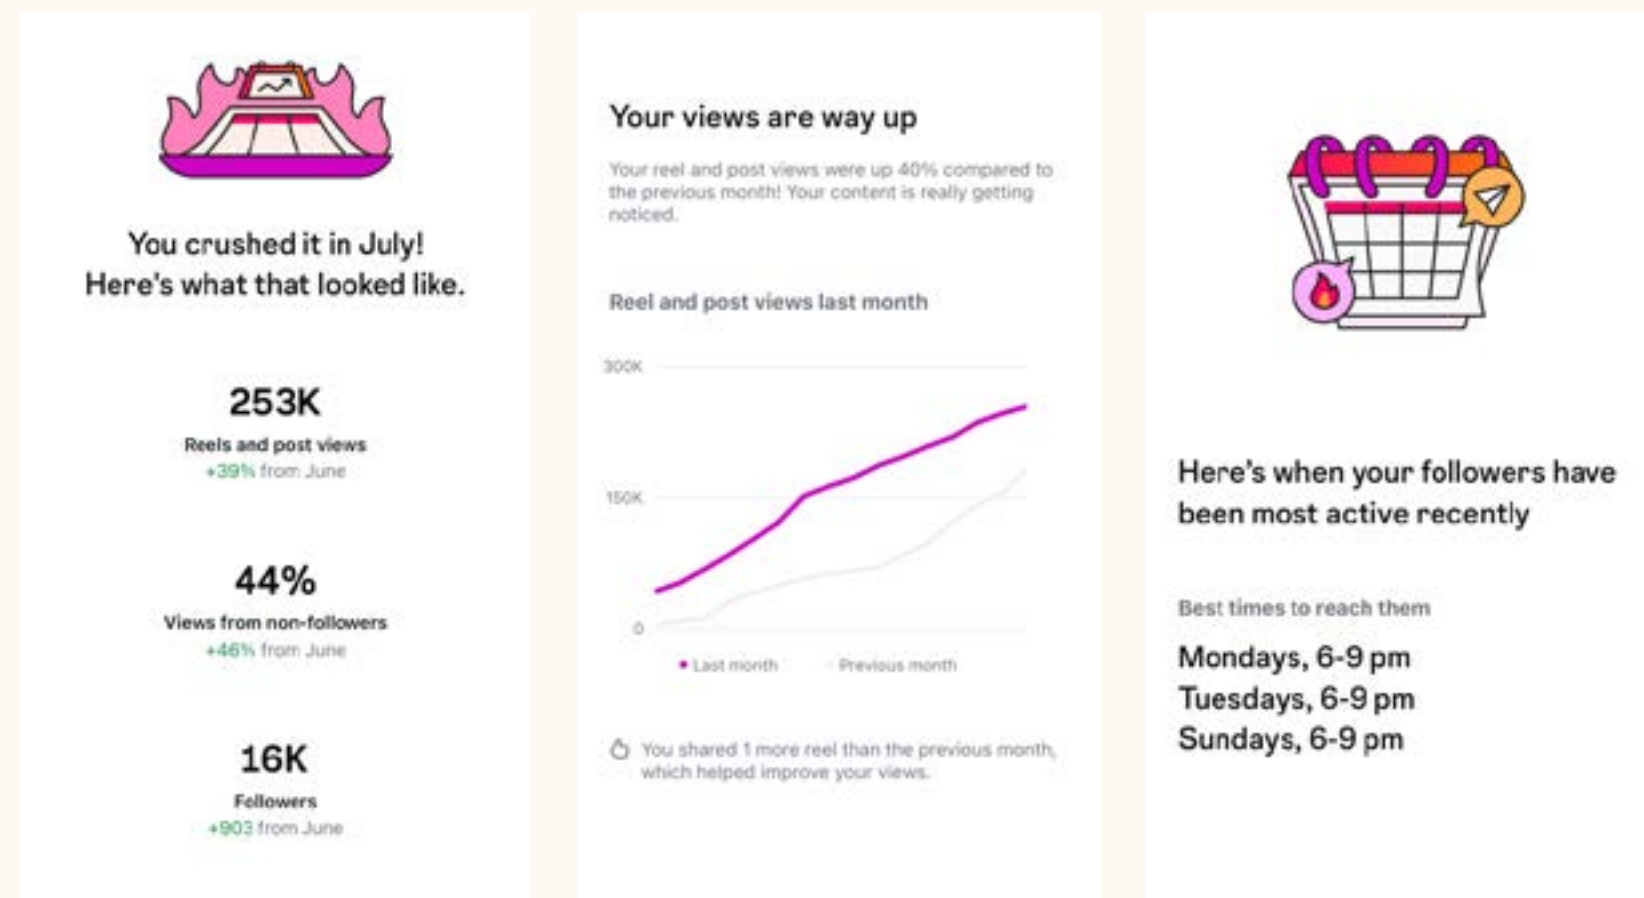 You crushed it in July!
Here's what that looked like.
253K
Reels and post views
+39% from June
44%
Views from non-followers
+46% from June
16K
Followers
+903 from June
Your views are way up
Your reel and post views were up 40% compared to
the previous month! Your content is really getting
noticed.
Reel and post views last month
300K
150K
0
Last month
Previous month
You shared 1 more reel than the previous month,
which helped improve your views.
Here's when your followers have
been most active recently
Best times to reach them
Mondays, 6-9 pm
Tuesdays, 6-9 pm
Sundays, 6-9 pm